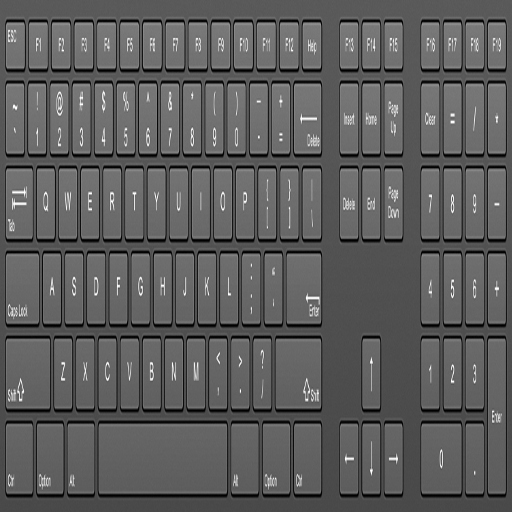 ESC F1 F2 F3 F4 F5 F6 F7 F8 F9 F10 F11 F12 Help F13 F14 F15 F16 F17 F18 F19
~ ! @ # $ % ^ & * ( ) _ +
` 1 2 3 4 5 6 7 8 9 0 - = Delete Insert Home Page Up Clear = / *
Tab Q W E R T Y U I O P { } |
[ ] \ Delete End Page Down 7 8 9 -
Caps Lock A S D F G H J K L : "
; ' Enter 4 5 6 +
Shift Z X C V B N M < > ?
, . / Shift ↑ 1 2 3 Enter
Ctrl Option Alt Alt Option Ctrl ← ↓ → 0 .